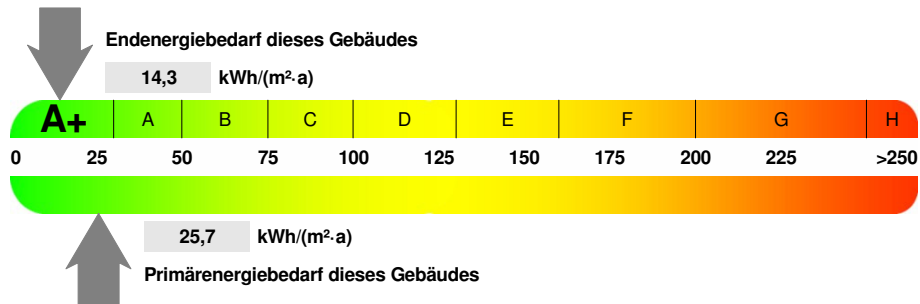 Endenergiebedarf dieses Gebäudes
14,3 kWh/(m²·a)
A+ A B C D E F G H
0 25 50 75 100 125 150 175 200 225 >250
25,7 kWh/(m²·a)
Primärenergiebedarf dieses Gebäudes